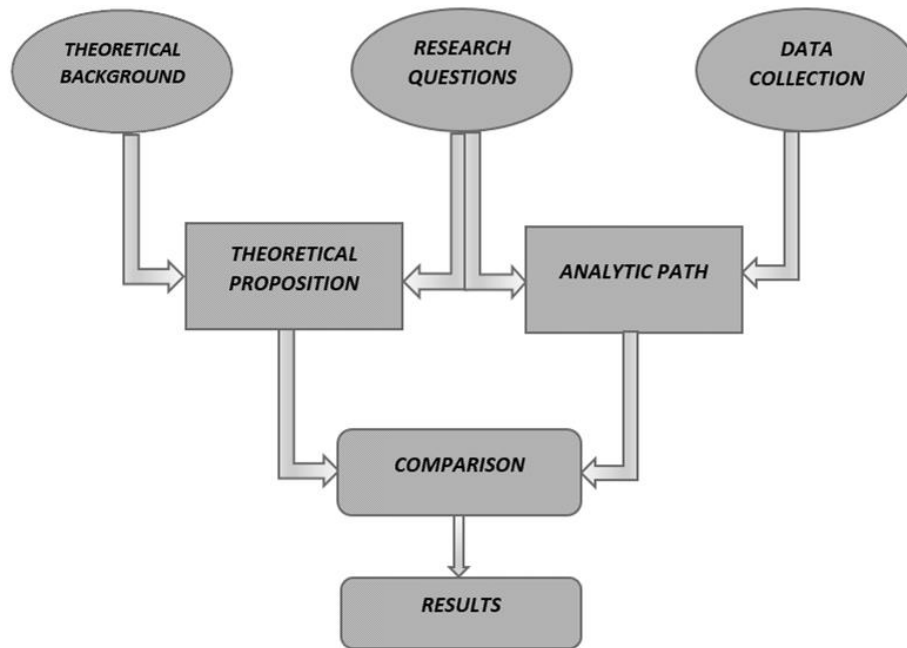 THEORETICAL
BACKGROUND
RESEARCH
QUESTIONS
DATA
COLLECTION
THEORETICAL
PROPOSITION
ANALYTIC PATH
COMPARISON
RESULTS